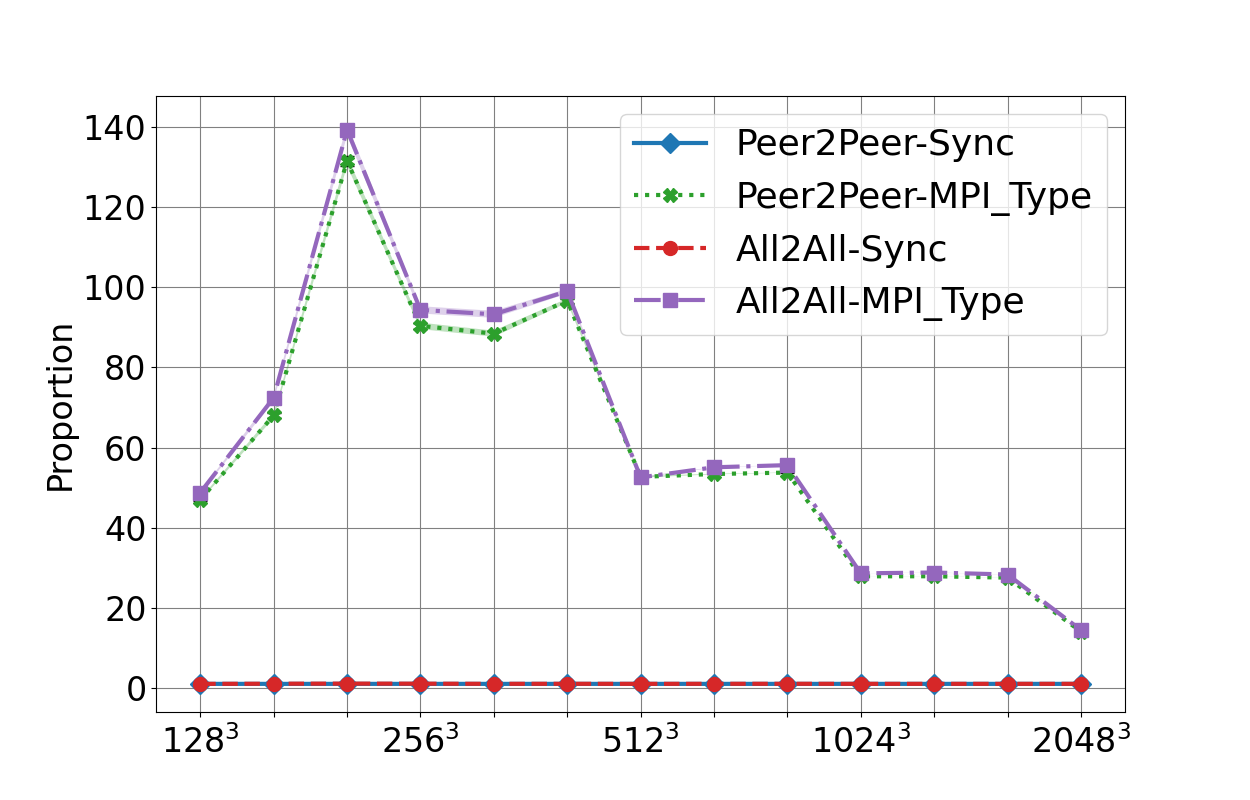 Proportion
140
120
100
80
60
40
20
0
Peer2Peer-Sync
Peer2Peer-MPI_Type
All2All-Sync
All2All-MPI_Type
128³ 256³ 512³ 1024³ 2048³